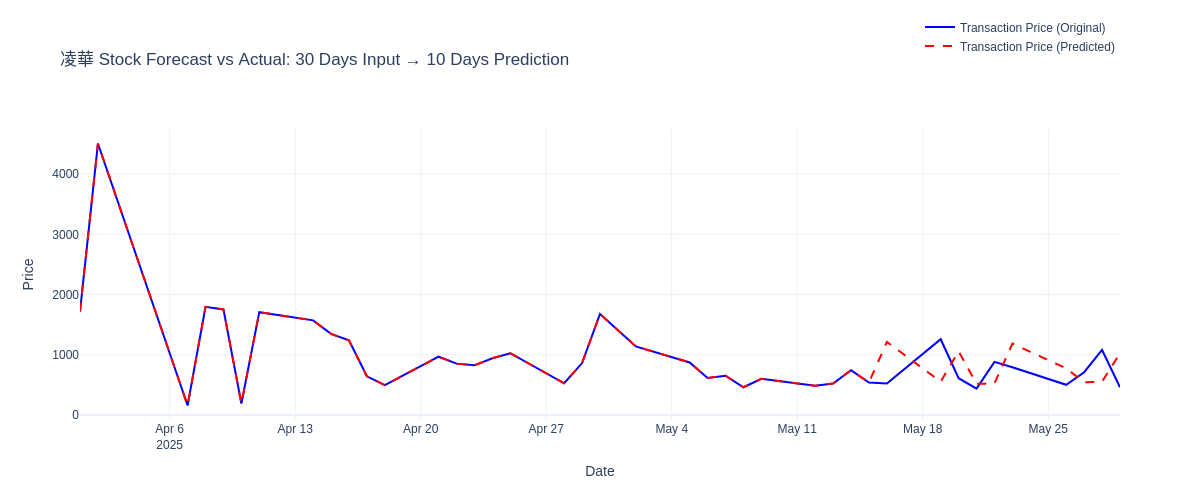 Transaction Price (Original)
Transaction Price (Predicted)
凌華 Stock Forecast vs Actual: 30 Days Input → 10 Days Prediction
Price
4000
3000
2000
1000
0
Apr 6
2025
Apr 13
Apr 20
Apr 27
May 4
May 11
May 18
May 25
Date